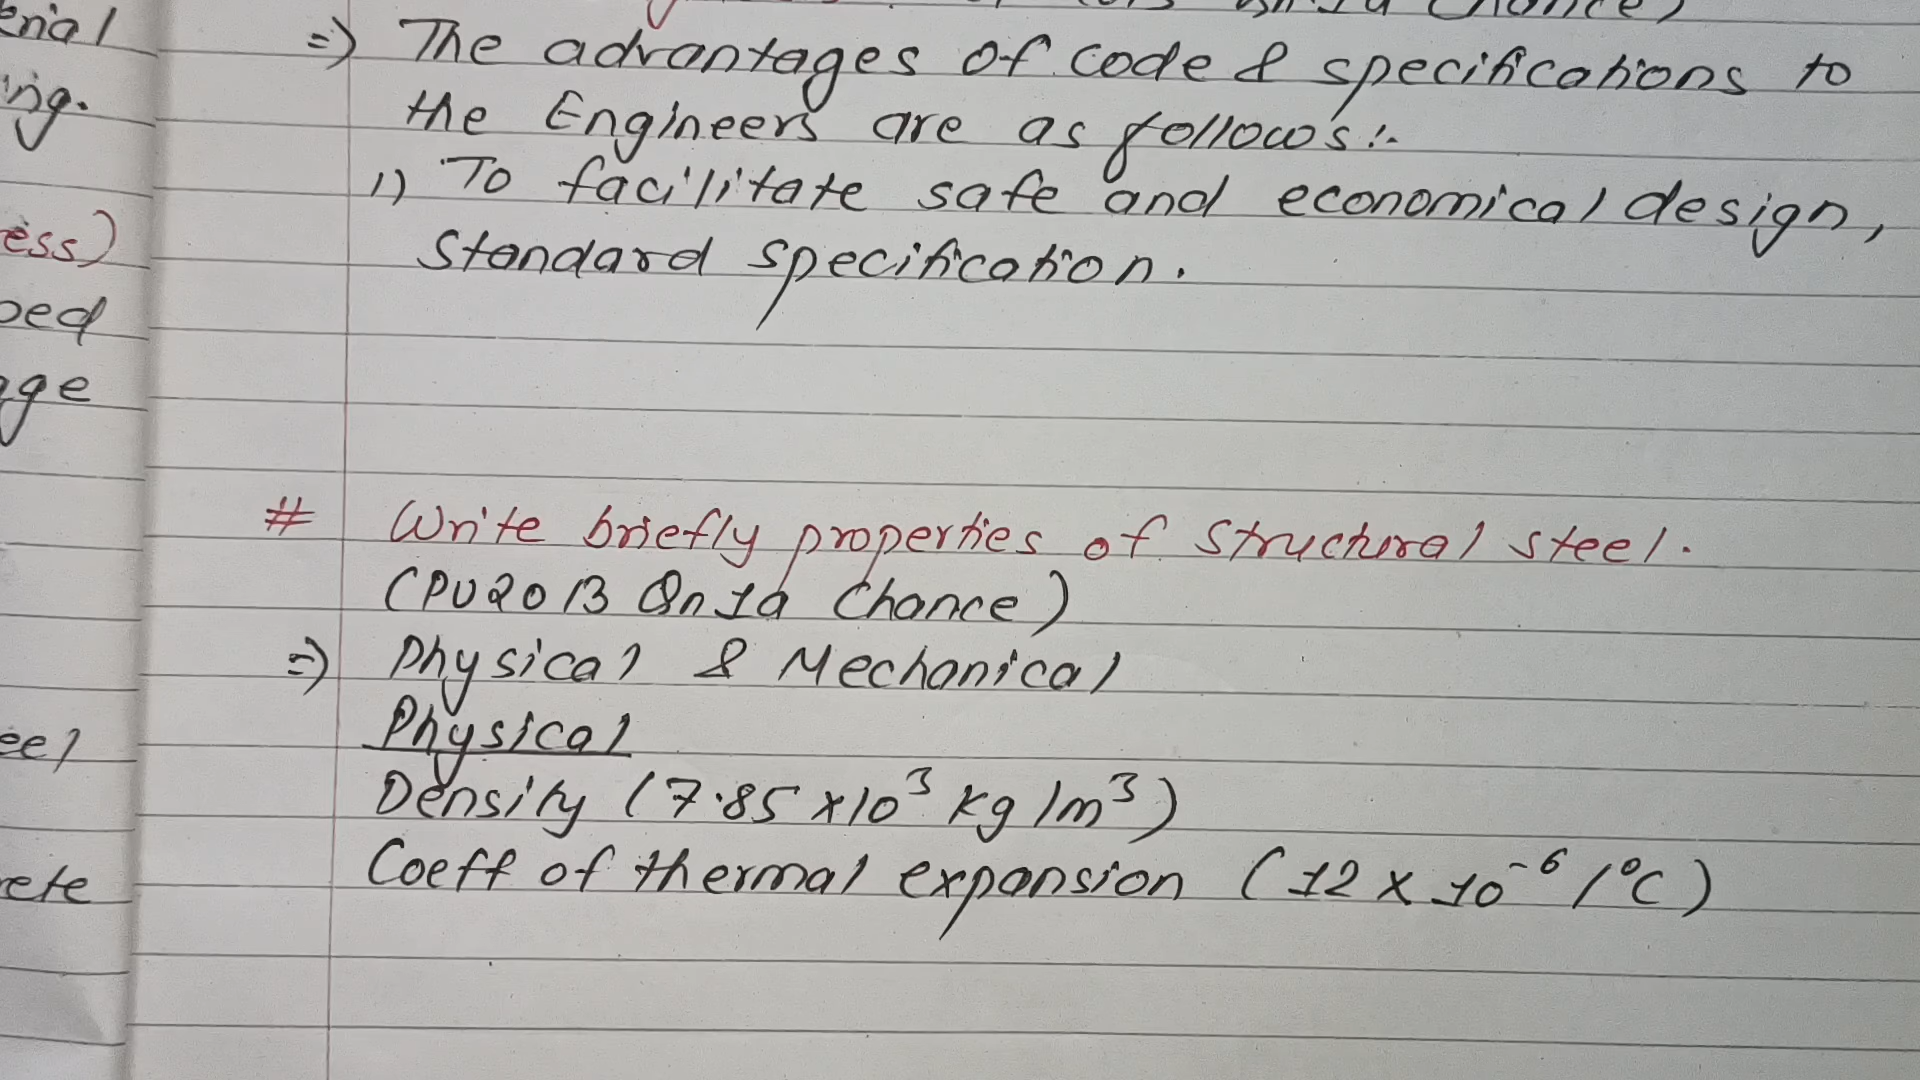 =) The advantages of code & specifications to
the Engineers are as follows:-
1) To facilitate safe and economical design,
Standard specification.
# Write briefly properties of structural steel.
(PU2013 Qn 1a Chance)
=) Physical & Mechanical
Physical
Density (7.85 x10³ kg/m³)
Coeff of thermal expansion (12 x 10⁻⁶ /°C)
ing.
ete